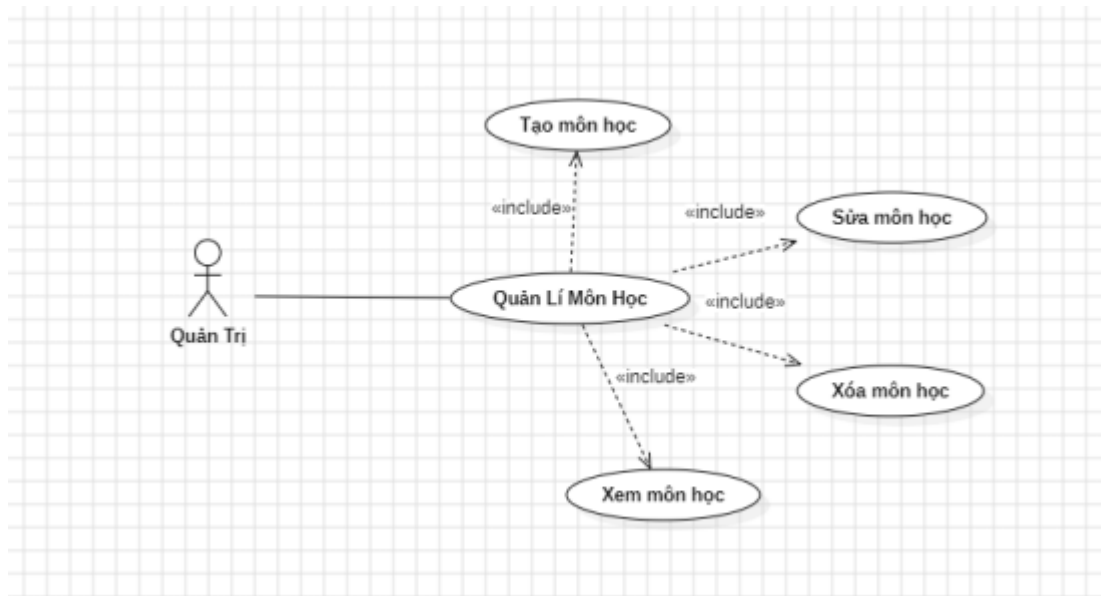 Tạo môn học
«include»
«include»
Sửa môn học
Quản Lí Môn Học
«include»
Quản Trị
«include»
Xóa môn học
Xem môn học